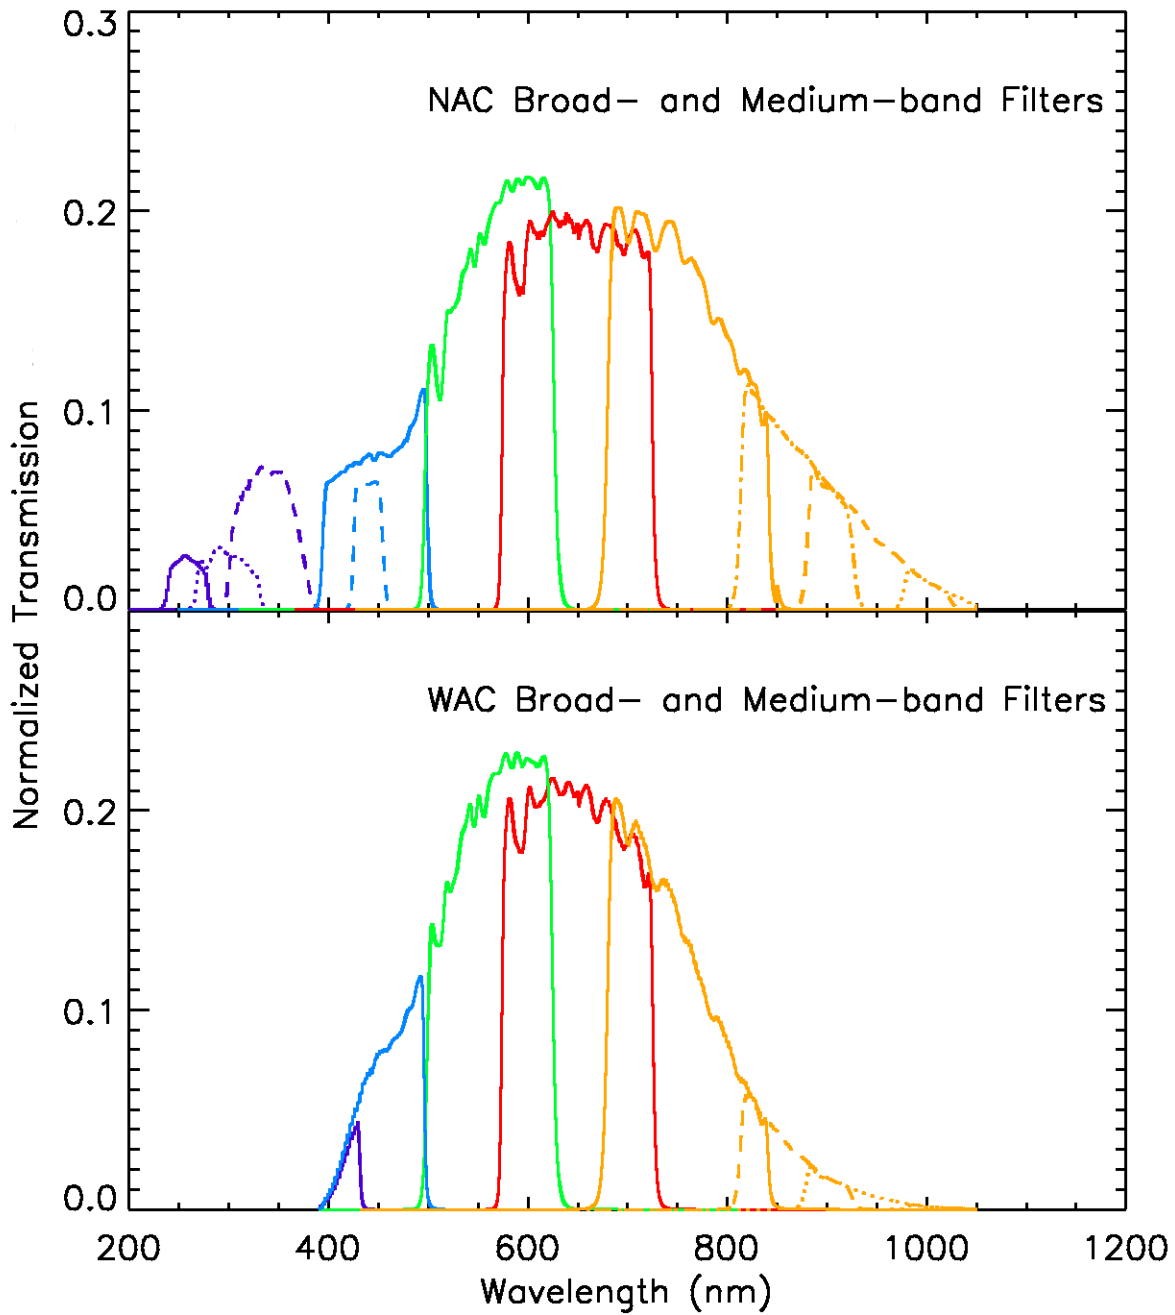 0.3
NAC Broad- and Medium-band Filters
0.2
0.1
0.0
Normalized Transmission
WAC Broad- and Medium-band Filters
0.2
0.1
0.0
200 400 600 800 1000 1200
Wavelength (nm)